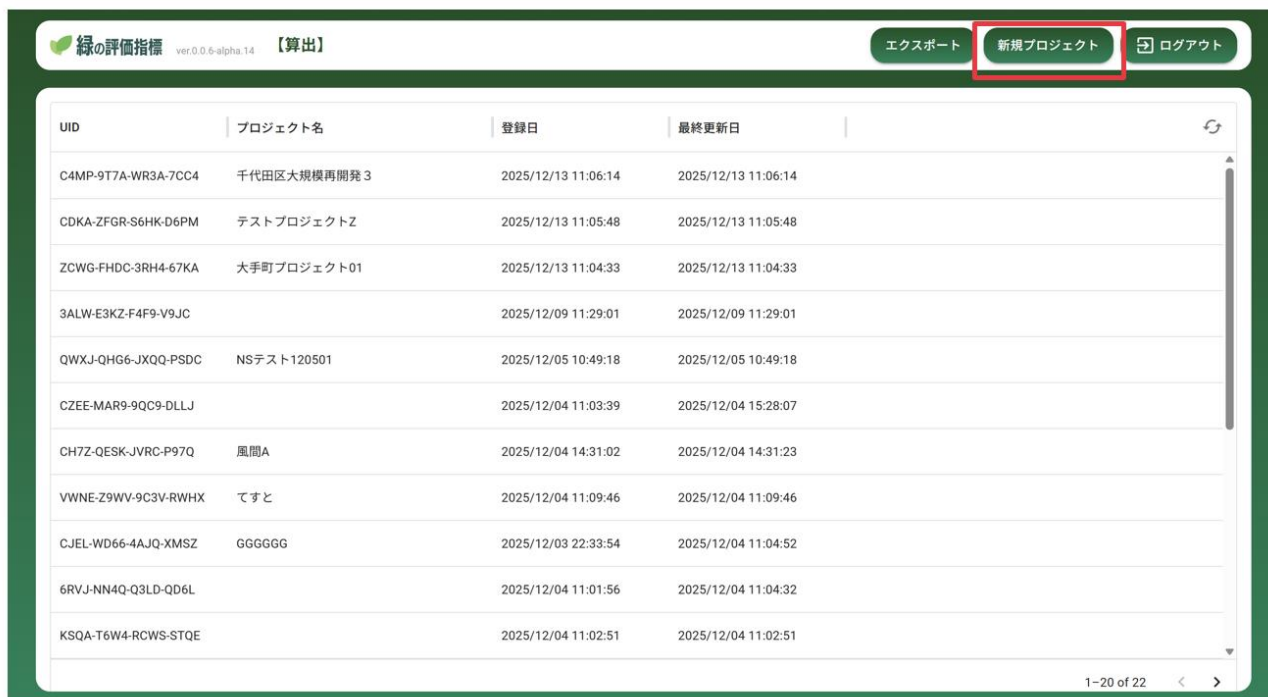 緑の評価指標 ver.0.0.6-alpha.14 【算出】 エクスポート 新規プロジェクト ログアウト
UID プロジェクト名 登録日 最終更新日
C4MP-9T7A-WR3A-7CC4 千代田区大規模再開発３ 2025/12/13 11:06:14 2025/12/13 11:06:14
CDKA-ZFGR-S6HK-D6PM テストプロジェクトZ 2025/12/13 11:05:48 2025/12/13 11:05:48
ZCWG-FHDC-3RH4-67KA 大手町プロジェクト01 2025/12/13 11:04:33 2025/12/13 11:04:33
3ALW-E3KZ-F4F9-V9JC 2025/12/09 11:29:01 2025/12/09 11:29:01
QWXJ-QHG6-JXQQ-PSDC NSテスト120501 2025/12/05 10:49:18 2025/12/05 10:49:18
CZEE-MAR9-9QC9-DLLJ 2025/12/04 11:03:39 2025/12/04 15:28:07
CH7Z-QESK-JVRC-P97Q 風間A 2025/12/04 14:31:02 2025/12/04 14:31:23
VWNE-Z9WV-9C3V-RWHX てすと 2025/12/04 11:09:46 2025/12/04 11:09:46
CJEL-WD66-4AJQ-XMSZ GGGGGG 2025/12/03 22:33:54 2025/12/04 11:04:52
6RVJ-NN4Q-Q3LD-QD6L 2025/12/04 11:01:56 2025/12/04 11:04:32
KSQA-T6W4-RCWS-STQE 2025/12/04 11:02:51 2025/12/04 11:02:51
1–20 of 22